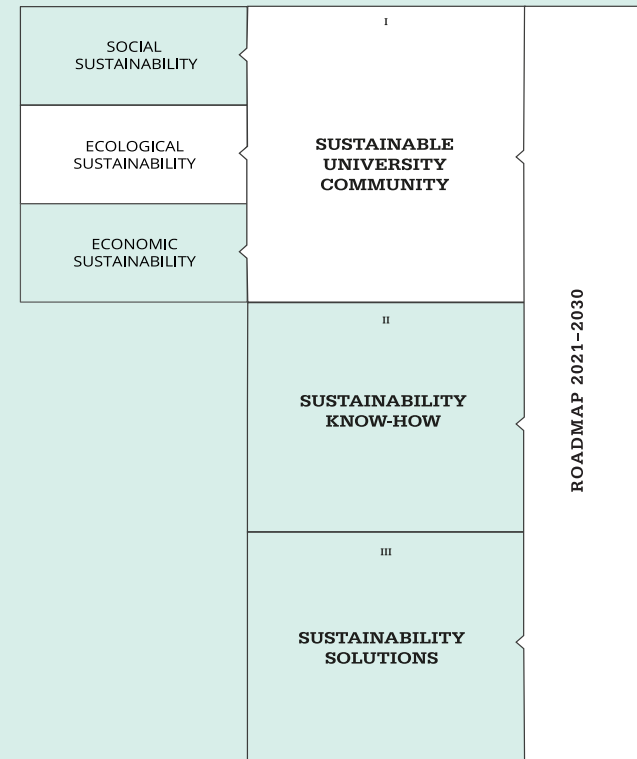 SOCIAL
SUSTAINABILITY
ECOLOGICAL
SUSTAINABILITY
ECONOMIC
SUSTAINABILITY
I
SUSTAINABLE
UNIVERSITY
COMMUNITY
II
SUSTAINABILITY
KNOW-HOW
III
SUSTAINABILITY
SOLUTIONS
ROADMAP 2021–2030